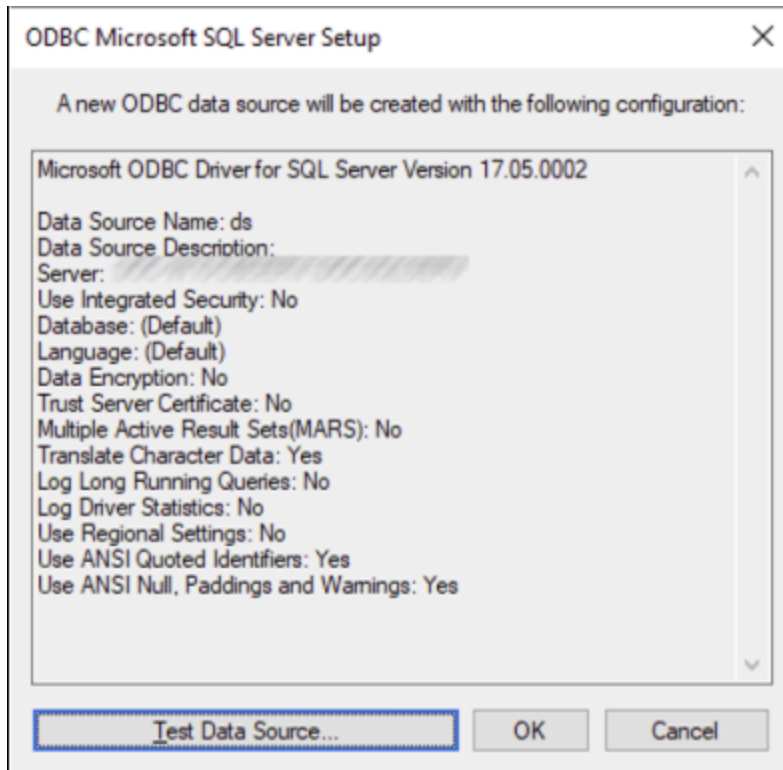 ODBC Microsoft SQL Server Setup
A new ODBC data source will be created with the following configuration:
Microsoft ODBC Driver for SQL Server Version 17.05.0002
Data Source Name: ds
Data Source Description:
Server:
Use Integrated Security: No
Database: (Default)
Language: (Default)
Data Encryption: No
Trust Server Certificate: No
Multiple Active Result Sets(MARS): No
Translate Character Data: Yes
Log Long Running Queries: No
Log Driver Statistics: No
Use Regional Settings: No
Use ANSI Quoted Identifiers: Yes
Use ANSI Null, Paddings and Warnings: Yes
Test Data Source... OK Cancel